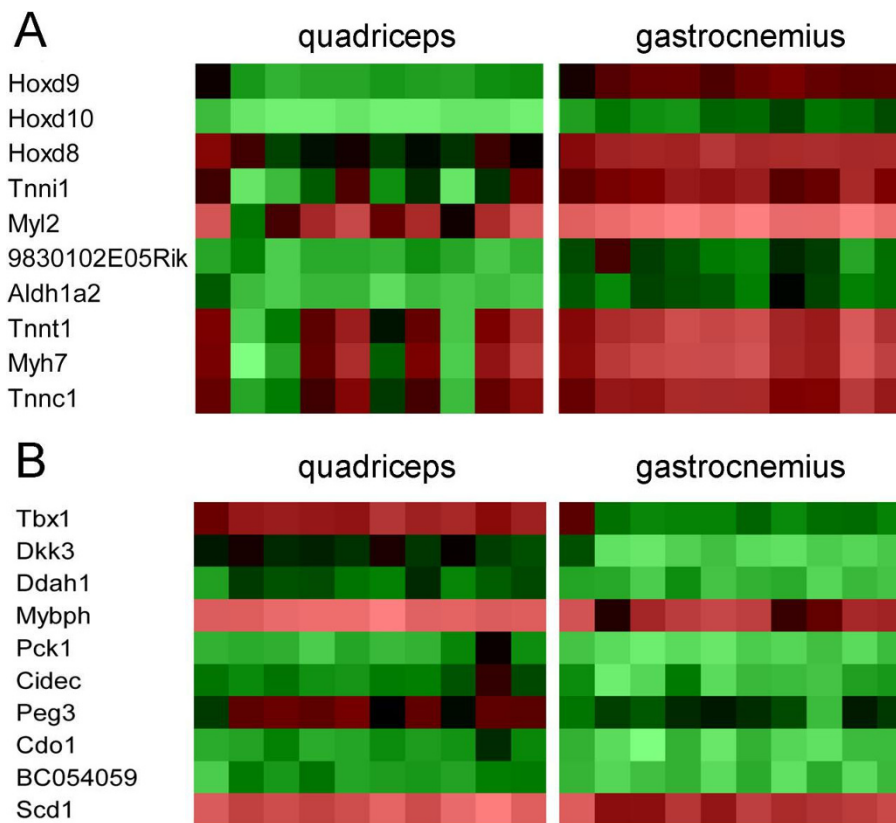 A
quadriceps gastrocnemius
Hoxd9
Hoxd10
Hoxd8
Tnni1
Myl2
9830102E05Rik
Aldh1a2
Tnnt1
Myh7
Tnnc1
B
quadriceps gastrocnemius
Tbx1
Dkk3
Ddah1
Mybph
Pck1
Cidec
Peg3
Cdo1
BC054059
Scd1